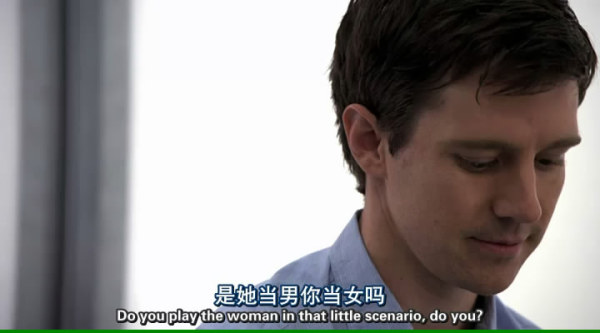 是她当男你当女吗
Do you play the woman in that little scenario, do you?